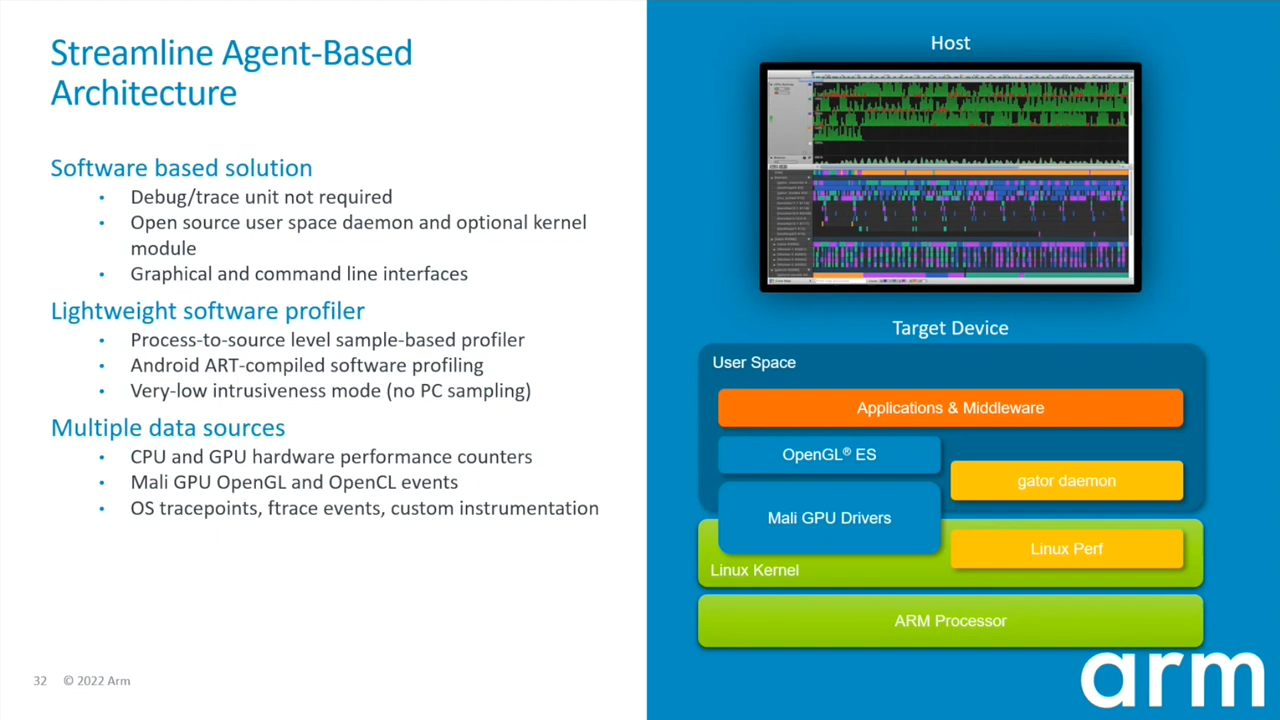 Streamline Agent-Based
Architecture
Software based solution
• Debug/trace unit not required
• Open source user space daemon and optional kernel
module
• Graphical and command line interfaces
Lightweight software profiler
• Process-to-source level sample-based profiler
• Android ART-compiled software profiling
• Very-low intrusiveness mode (no PC sampling)
Multiple data sources
• CPU and GPU hardware performance counters
• Mali GPU OpenGL and OpenCL events
• OS tracepoints, ftrace events, custom instrumentation
32 © 2022 Arm
Host
Target Device
User Space
Applications & Middleware
OpenGL® ES
gator daemon
Mali GPU Drivers
Linux Perf
Linux Kernel
ARM Processor
arm